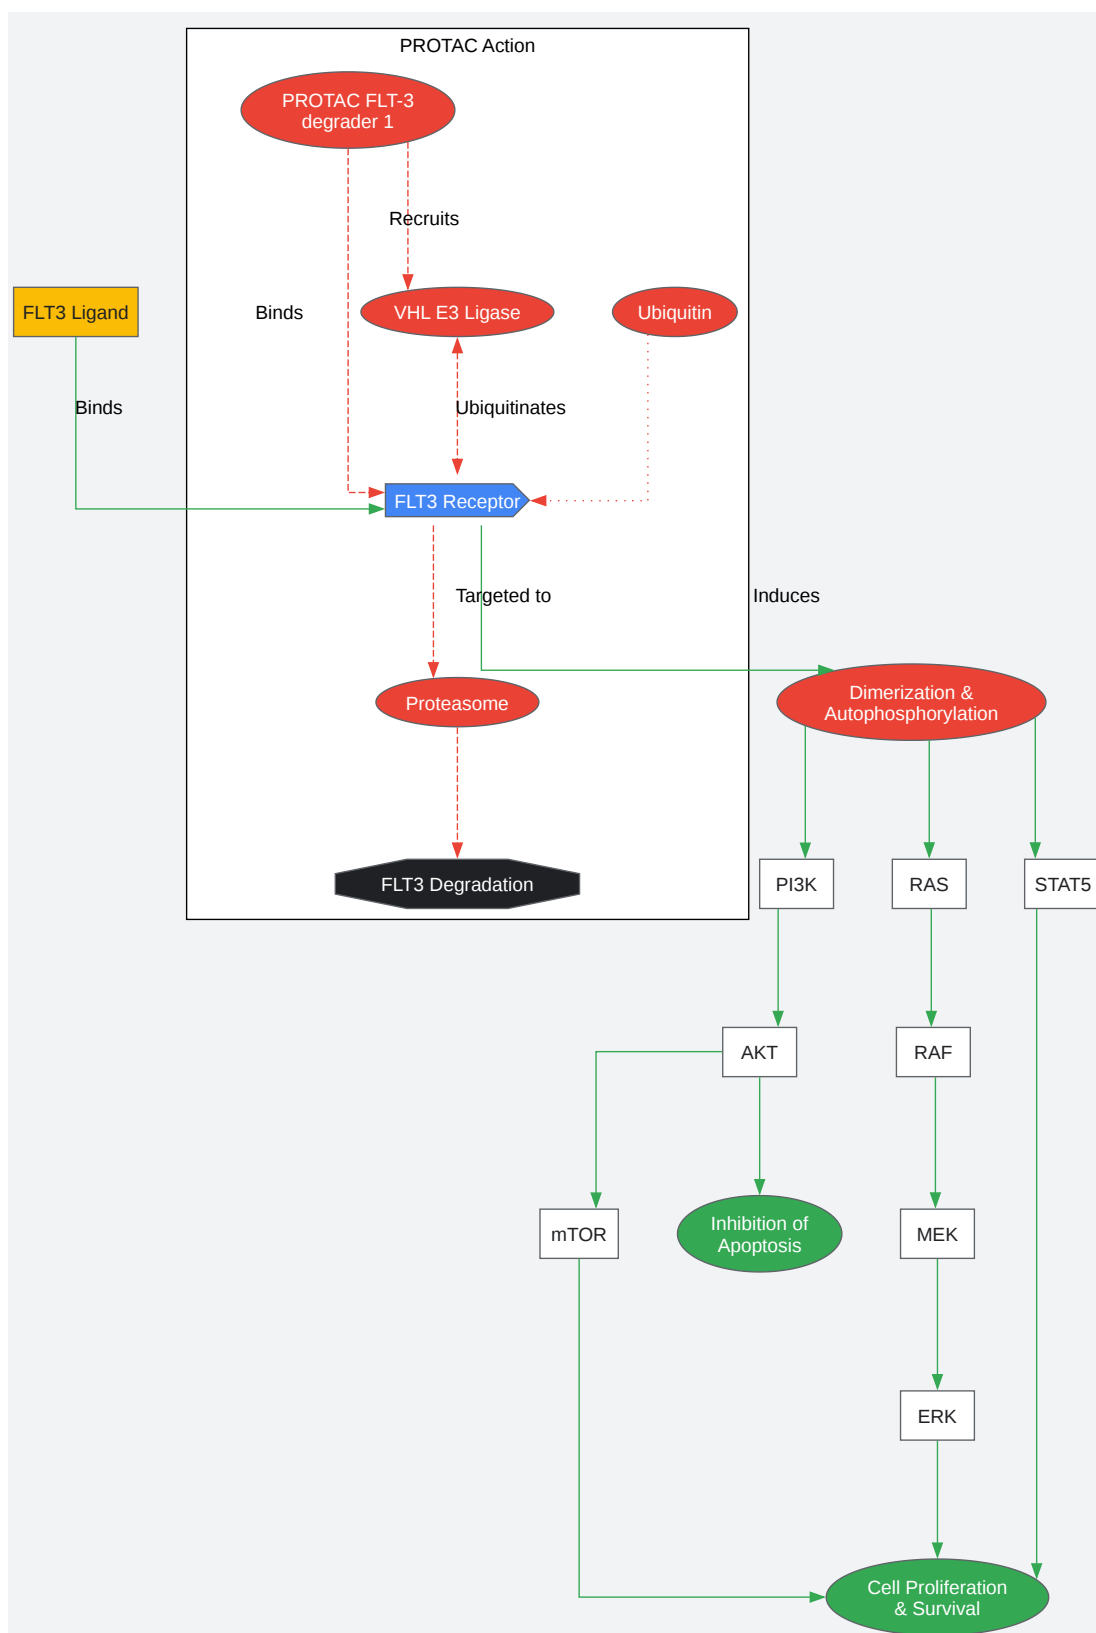 PROTAC Action
PROTAC FLT-3
degrader 1
Recruits
FLT3 Ligand
Binds
VHL E3 Ligase
Ubiquitin
Binds
Ubiquitinates
FLT3 Receptor
Targeted to
Induces
Proteasome
Dimerization &
Autophosphorylation
FLT3 Degradation
PI3K
RAS
STAT5
AKT
RAF
mTOR
Inhibition of
Apoptosis
MEK
ERK
Cell Proliferation
& Survival